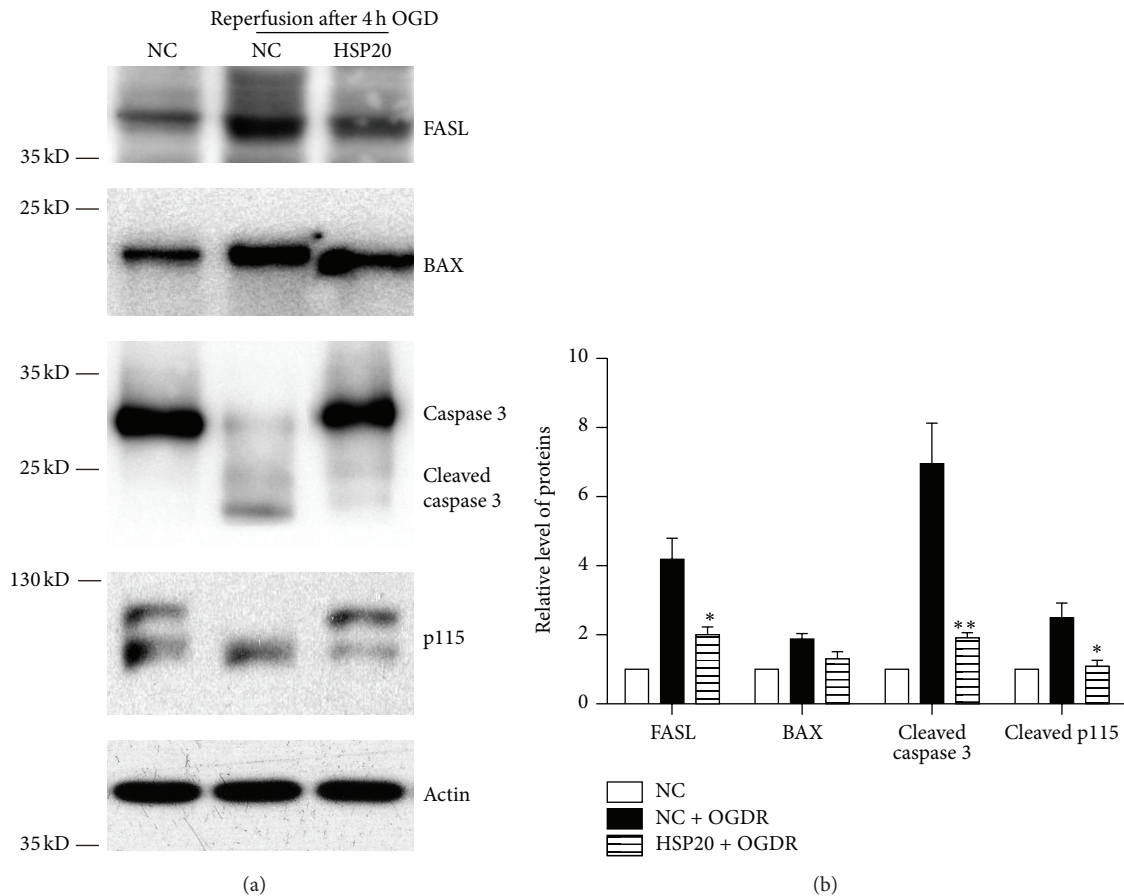 Reperfusion after 4 h OGD
NC NC HSP20
FASL
35 kD
25 kD
BAX
35 kD
Caspase 3
25 kD
Cleaved
caspase 3
130 kD
p115
Actin
35 kD
(a)
10
8
6
4
2
0
Relative level of proteins
*
**
*
FASL BAX Cleaved Cleaved p115
caspase 3
NC
NC + OGDR
HSP20 + OGDR
(b)